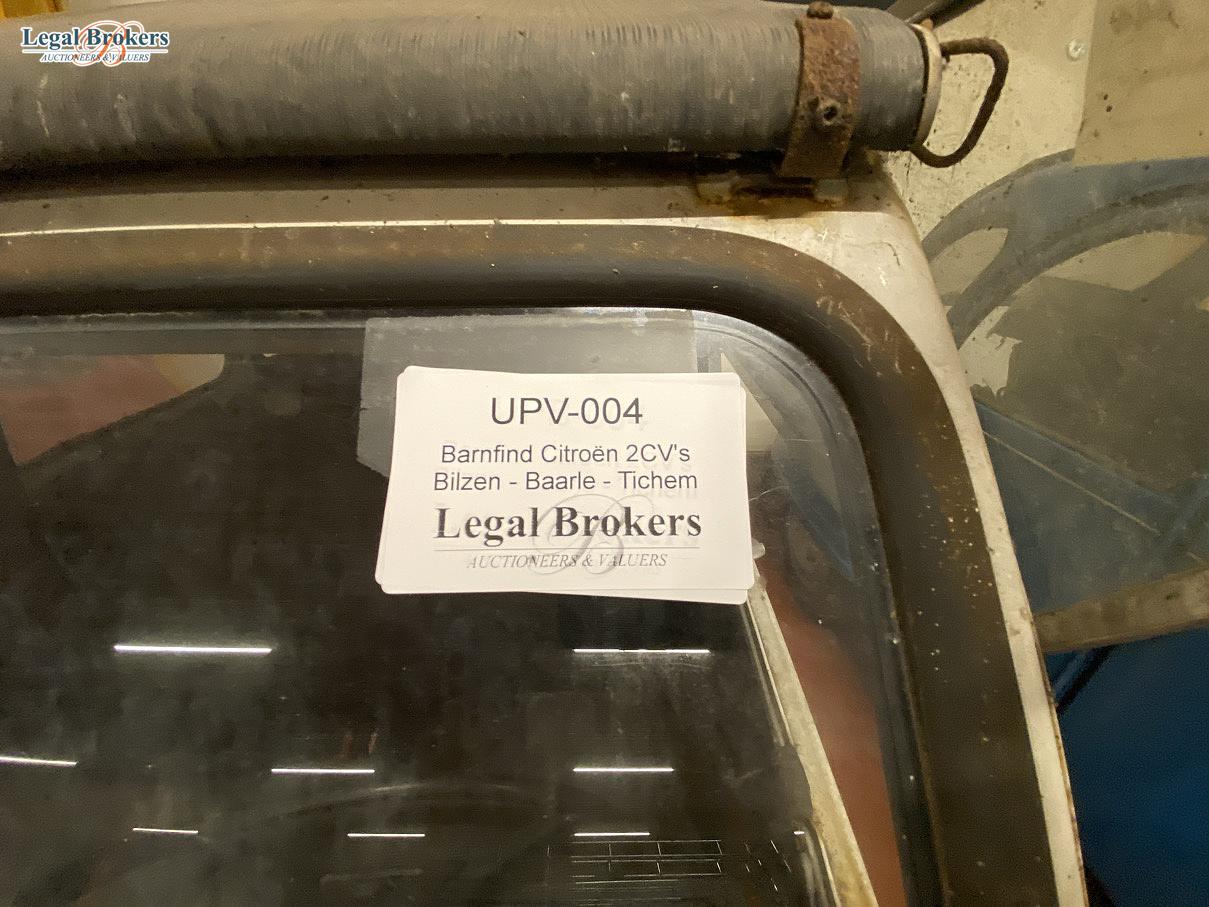 Legal Brokers
AUCTIONEERS & VALUERS
UPV-004
Barnfind Citroën 2CV's
Bilzen - Baarle - Tichem
Legal Brokers
AUCTIONEERS & VALUERS